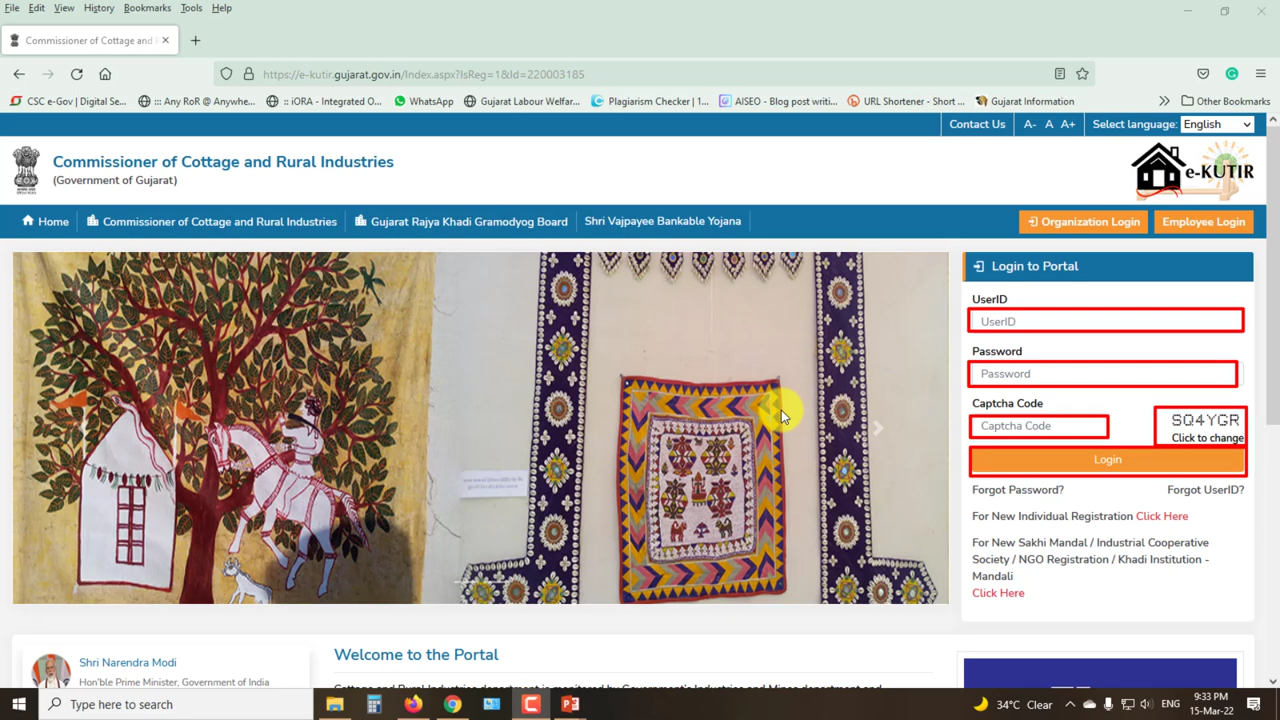 File Edit View History Bookmarks Tools Help
Commissioner of Cottage and
https://e-kutir.gujarat.gov.in/Index.aspx?IsReg=1&Id=220003185
CSC e-Gov | Digital Se... ::: Any RoR @ Anywhe... :: iORA - Integrated O... WhatsApp Gujarat Labour Welfar... Plagiarism Checker | 1... AISEO - Blog post writi... URL Shortener - Short ... Gujarat Information Other Bookmarks
Contact Us A- A A+ Select language: English
Commissioner of Cottage and Rural Industries
(Government of Gujarat)
e-KUTIR
Home Commissioner of Cottage and Rural Industries Gujarat Rajya Khadi Gramodyog Board Shri Vajpayee Bankable Yojana Organization Login Employee Login
Login to Portal
UserID
UserID
Password
Password
Captcha Code
Captcha Code SQ4YGR
Click to change
Login
Forgot Password? Forgot UserID?
For New Individual Registration Click Here
For New Sakhi Mandal / Industrial Cooperative
Society / NGO Registration / Khadi Institution -
Mandali
Click Here
Shri Narendra Modi
Hon'ble Prime Minister, Government of India
Welcome to the Portal
Type here to search
34°C Clear ENG
9:33 PM
15-Mar-22